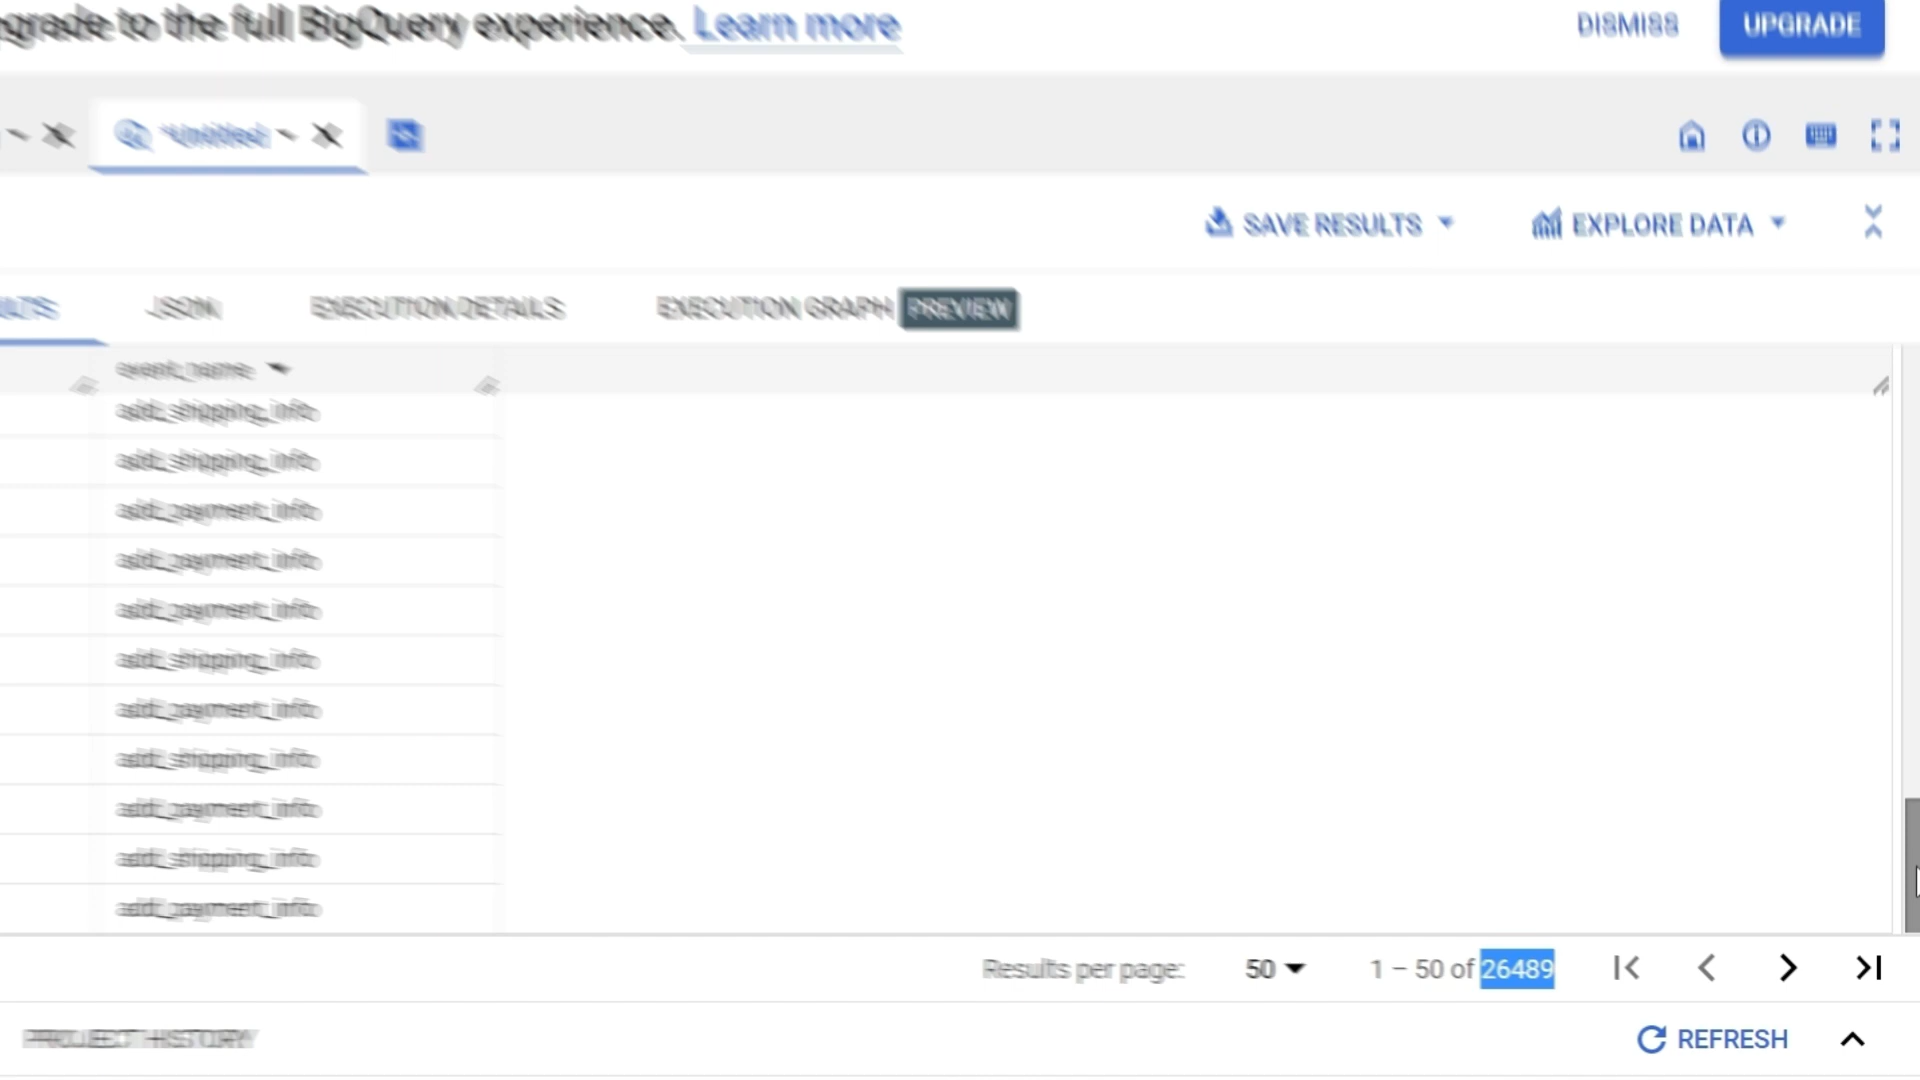 grade to the full BigQuery experience. Learn more
DISMISS
UPGRADE
*Untitled
SAVE RESULTS
EXPLORE DATA
ULTS
JSON
EXECUTION DETAILS
EXECUTION GRAPH
PREVIEW
event_name
add_shipping_info
add_shipping_info
add_payment_info
add_payment_info
add_payment_info
add_shipping_info
add_payment_info
add_shipping_info
add_payment_info
add_shipping_info
add_payment_info
Results per page: 50 1 – 50 of 26489
PROJECT HISTORY
REFRESH